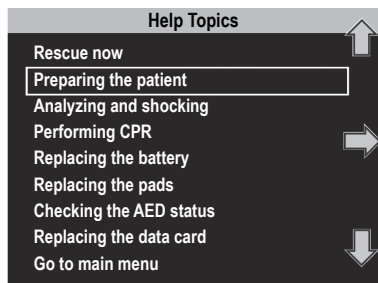 Help Topics
Rescue now
Preparing the patient
Analyzing and shocking
Performing CPR
Replacing the battery
Replacing the pads
Checking the AED status
Replacing the data card
Go to main menu